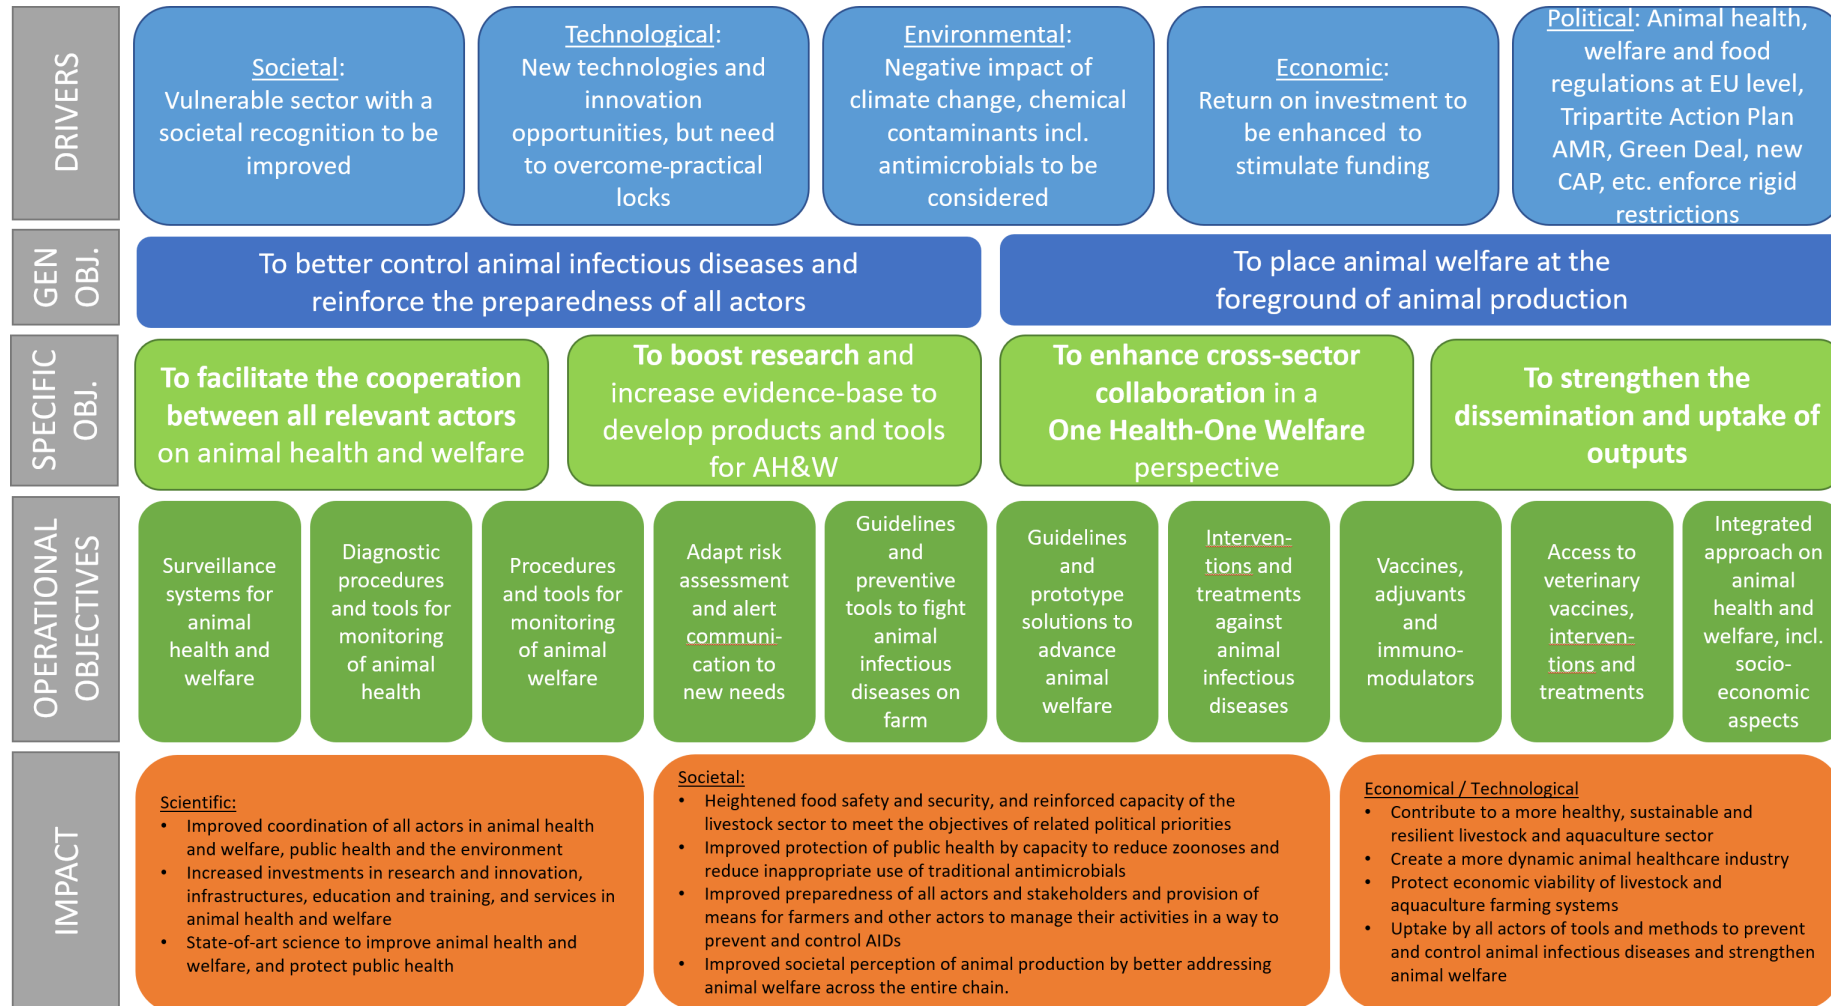 DRIVERS
Societal:
Vulnerable sector with a
societal recognition to be
improved
Technological:
New technologies and
innovation
opportunities, but need
to overcome-practical
locks
Environmental:
Negative impact of
climate change, chemical
contaminants incl.
antimicrobials to be
considered
Economic:
Return on investment to
be enhanced to
stimulate funding
Political: Animal health,
welfare and food
regulations at EU level,
Tripartite Action Plan
AMR, Green Deal, new
CAP, etc. enforce rigid
restrictions
GEN
OBJ.
To better control animal infectious diseases and
reinforce the preparedness of all actors
To place animal welfare at the
foreground of animal production
SPECIFIC
OBJ.
To facilitate the cooperation
between all relevant actors
on animal health and welfare
To boost research and
increase evidence-base to
develop products and tools
for AH&W
To enhance cross-sector
collaboration in a
One Health-One Welfare
perspective
To strengthen the
dissemination and uptake of
outputs
OPERATIONAL
OBJECTIVES
Surveillance
systems for
animal
health and
welfare
Diagnostic
procedures
and tools for
monitoring
of animal
health
Procedures
and tools for
monitoring
of animal
welfare
Adapt risk
assessment
and alert
communi-
cation to
new needs
Guidelines
and
preventive
tools to fight
animal
infectious
diseases on
farm
Guidelines
and
prototype
solutions to
advance
animal
welfare
Interven-
tions and
treatments
against
animal
infectious
diseases
Vaccines,
adjuvants
and
immuno-
modulators
Access to
veterinary
vaccines,
interven-
tions and
treatments
Integrated
approach on
animal
health and
welfare, incl.
socio-
economic
aspects
IMPACT
Scientific:
• Improved coordination of all actors in animal health
and welfare, public health and the environment
• Increased investments in research and innovation,
infrastructures, education and training, and services in
animal health and welfare
• State-of-art science to improve animal health and
welfare, and protect public health
Societal:
• Heightened food safety and security, and reinforced capacity of the
livestock sector to meet the objectives of related political priorities
• Improved protection of public health by capacity to reduce zoonoses and
reduce inappropriate use of traditional antimicrobials
• Improved preparedness of all actors and stakeholders and provision of
means for farmers and other actors to manage their activities in a way to
prevent and control AIDs
• Improved societal perception of animal production by better addressing
animal welfare across the entire chain.
Economical / Technological
• Contribute to a more healthy, sustainable and
resilient livestock and aquaculture sector
• Create a more dynamic animal healthcare industry
• Protect economic viability of livestock and
aquaculture farming systems
• Uptake by all actors of tools and methods to prevent
and control animal infectious diseases and strengthen
animal welfare